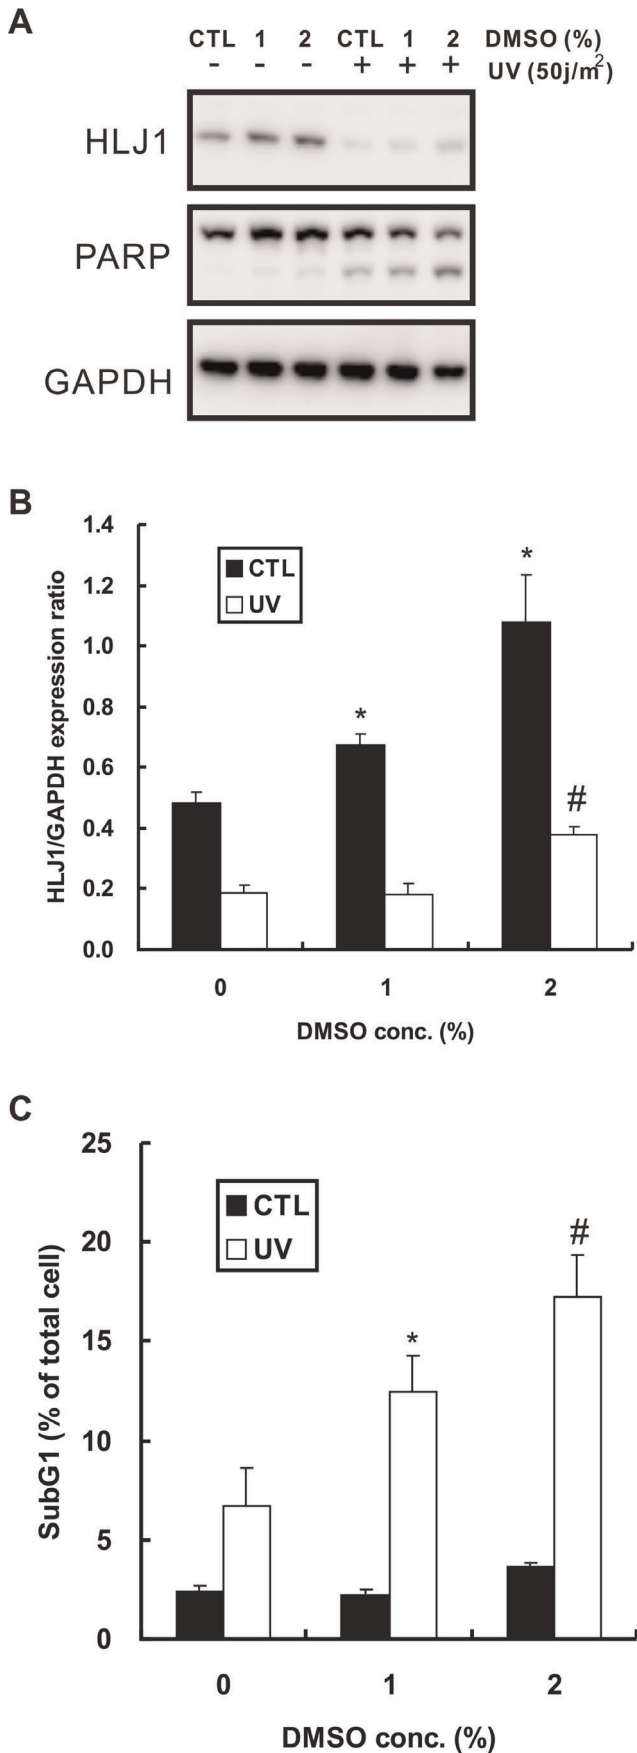 A
CTL 1 2 CTL 1 2 DMSO (%)
- - - + + + UV (50j/m²)
HLJ1
PARP
GAPDH
B
1.4
1.2
1.0
0.8
0.6
0.4
0.2
0.0
HLJ1/GAPDH expression ratio
CTL
UV
*
*
#
0 1 2
DMSO conc. (%)
C
25
20
15
10
5
0
SubG1 (% of total cell)
CTL
UV
*
#
0 1 2
DMSO conc. (%)